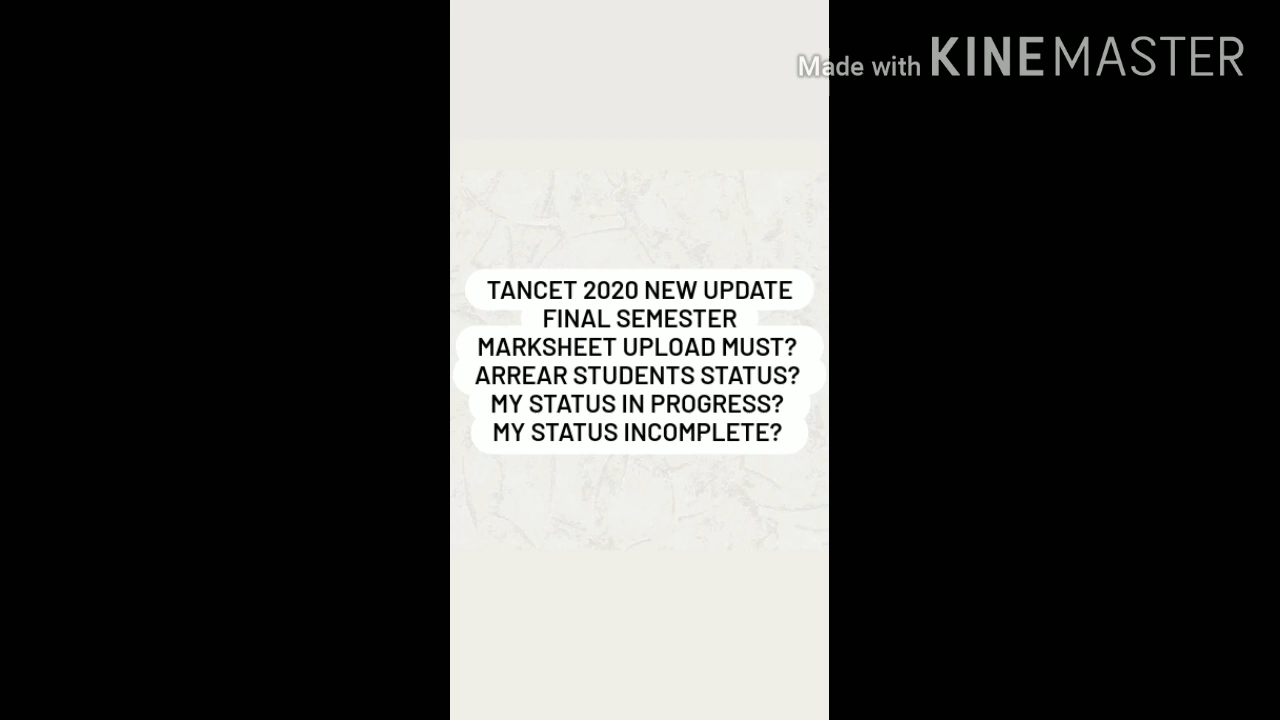 Made with KINEMASTER
TANCET 2020 NEW UPDATE
FINAL SEMESTER
MARKSHEET UPLOAD MUST?
ARREAR STUDENTS STATUS?
MY STATUS IN PROGRESS?
MY STATUS INCOMPLETE?